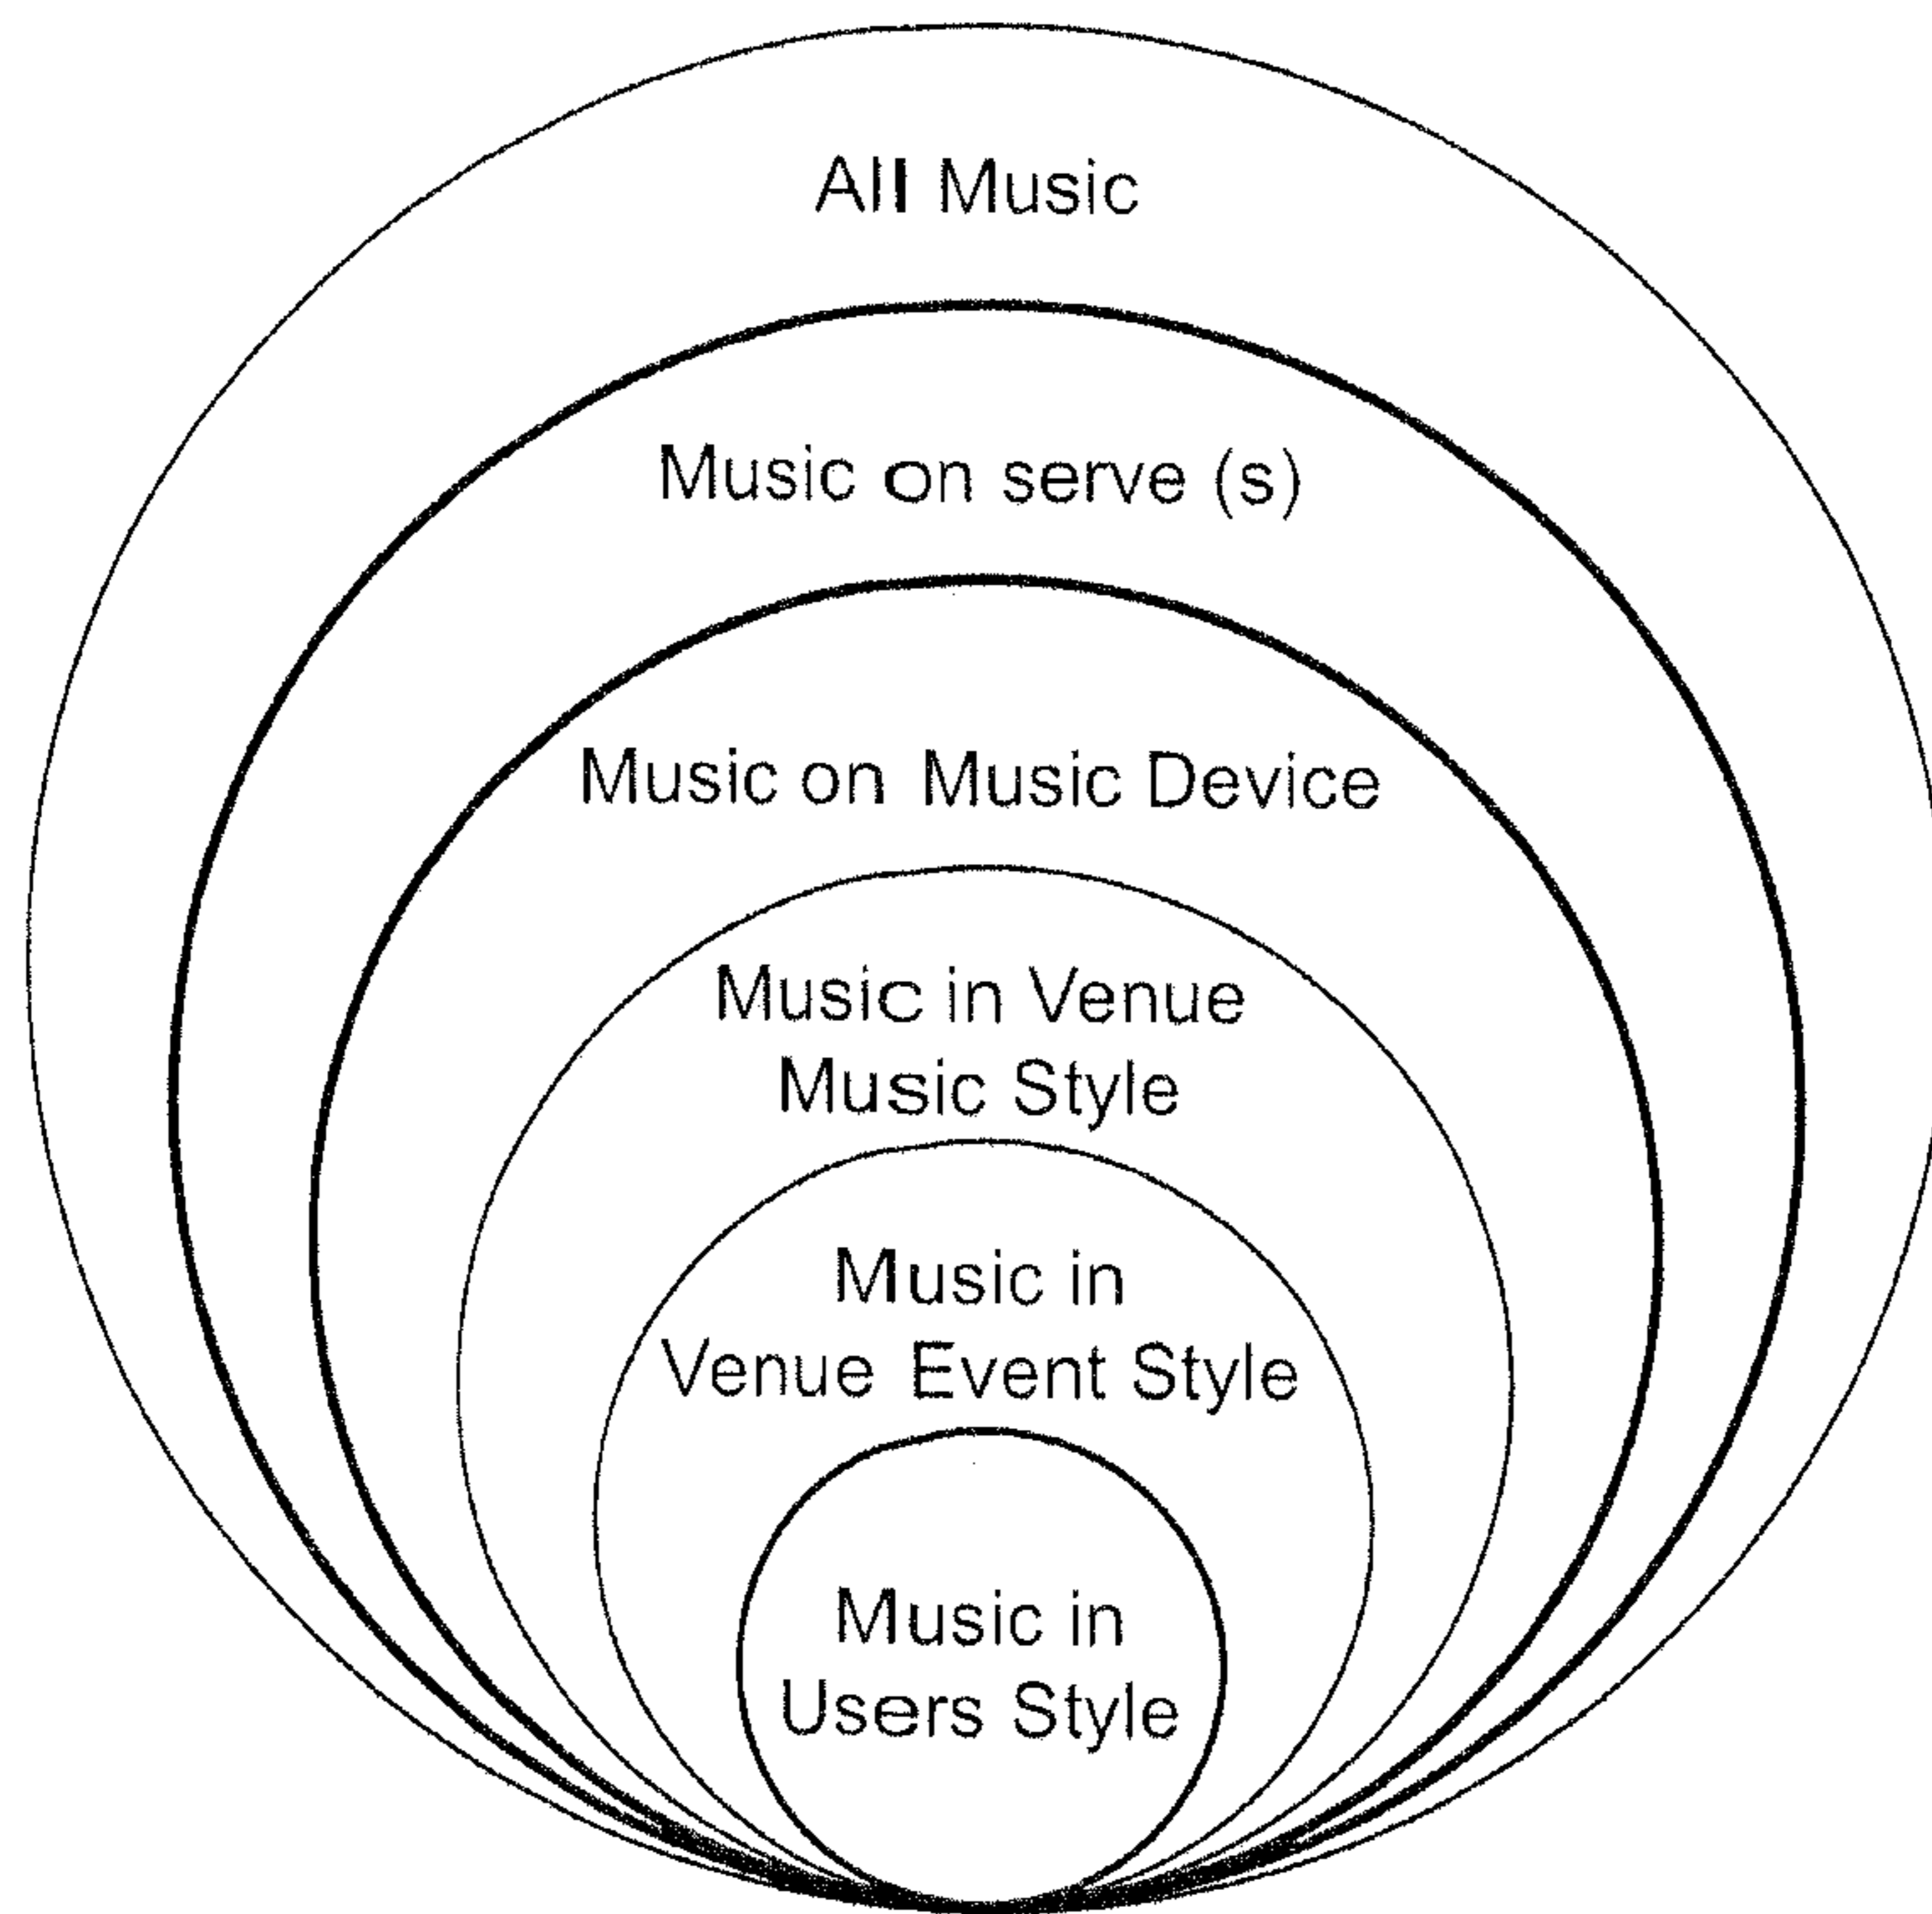 All Music
Music on serve (s)
Music on Music Device
Music in Venue
Music Style
Music in
Venue Event Style
Music in
Users Style